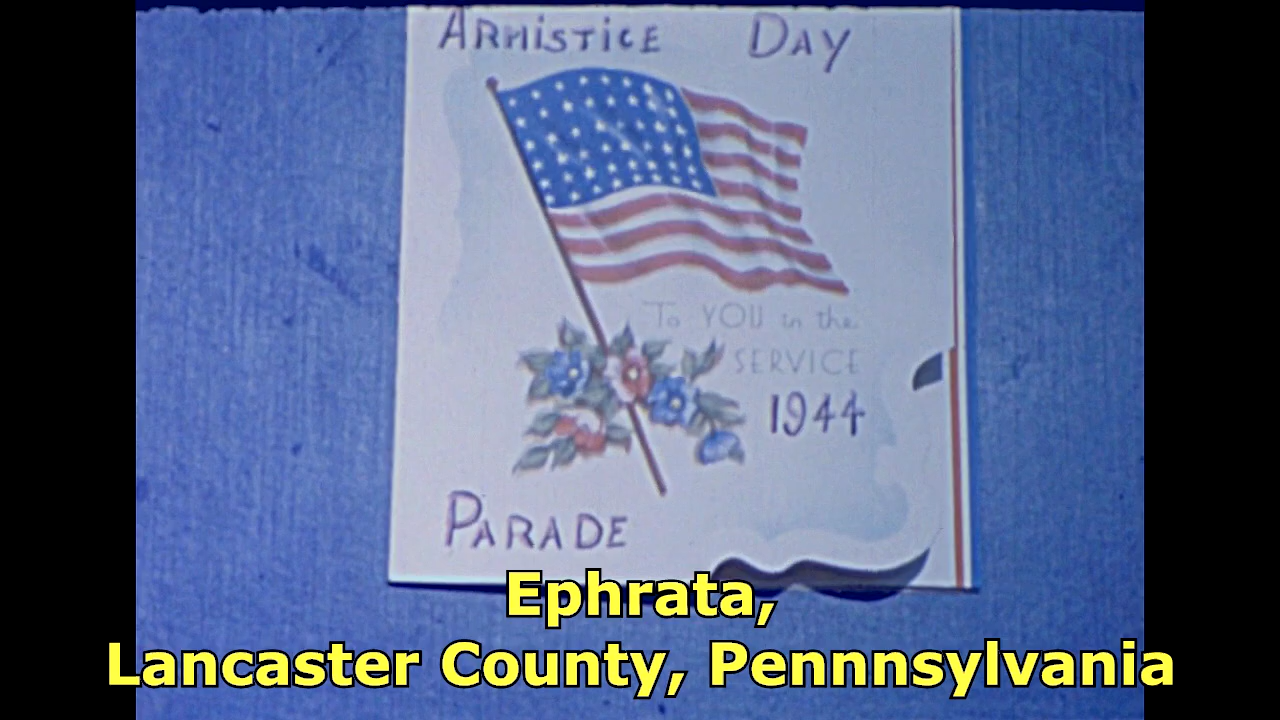 ARMISTICE DAY
To YOU in the
SERVICE
1944
PARADE
Ephrata,
Lancaster County, Pennnsylvania